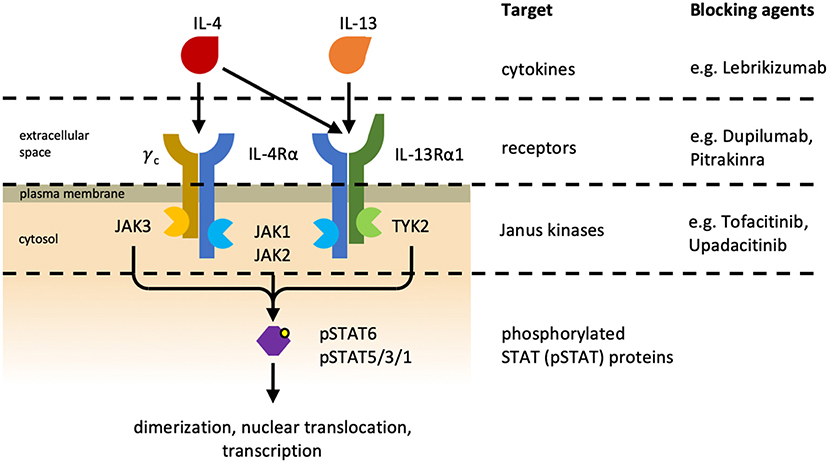 IL-4
IL-13
Target
Blocking agents
cytokines
e.g. Lebrikizumab
extracellular
space
γc
IL-4Rα
IL-13Rα1
receptors
e.g. Dupilumab,
Pitrakinra
plasma membrane
cytosol
JAK3
JAK1
JAK2
TYK2
Janus kinases
e.g. Tofacitinib,
Upadacitinib
pSTAT6
pSTAT5/3/1
phosphorylated
STAT (pSTAT) proteins
dimerization, nuclear translocation,
transcription